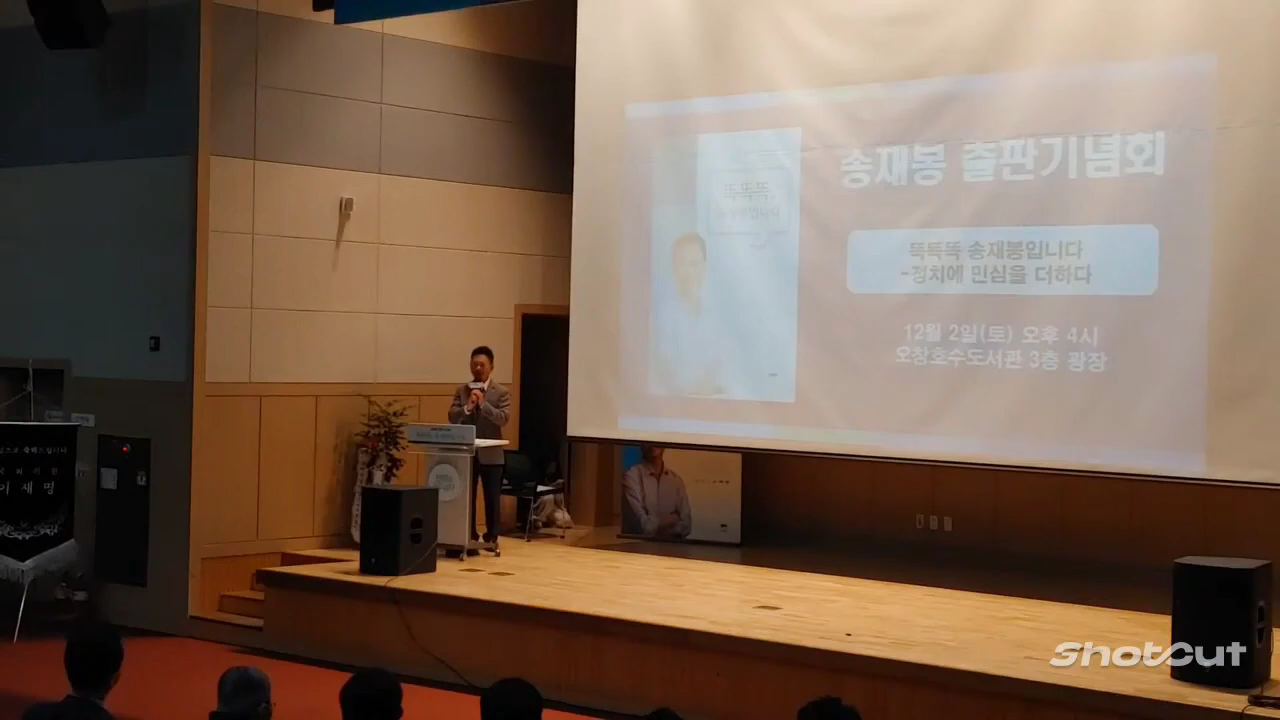 송재봉 출판기념회
똑똑똑,
똑똑똑 송재봉입니다
-정치에 민심을 더하다
12월 2일(토) 오후 4시
오창호수도서관 3층 광장
이재명
SHOTCUT